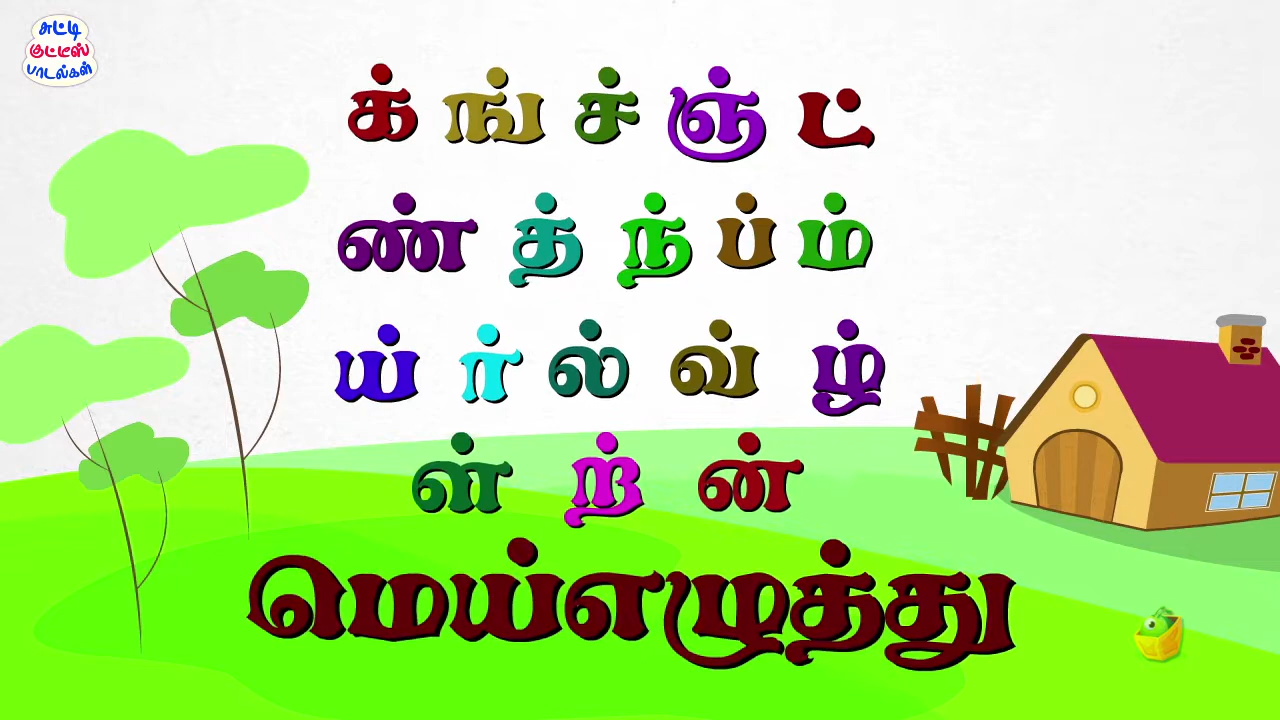 சுட்டி
குட்டீஸ்
பாடல்கள்
க் ங் ச் ஞ் ட்
ண் த் ந் ப் ம்
ய் ர் ல் வ் ழ்
ள் ற் ன்
மெய்எழுத்து